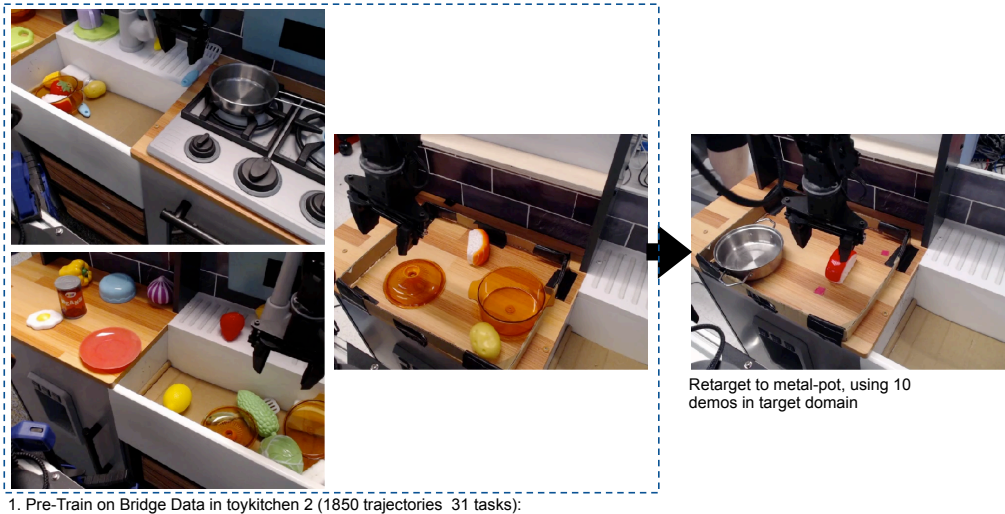 Retarget to metal-pot, using 10
demos in target domain
1. Pre-Train on Bridge Data in toykitchen 2 (1850 trajectories  31 tasks):